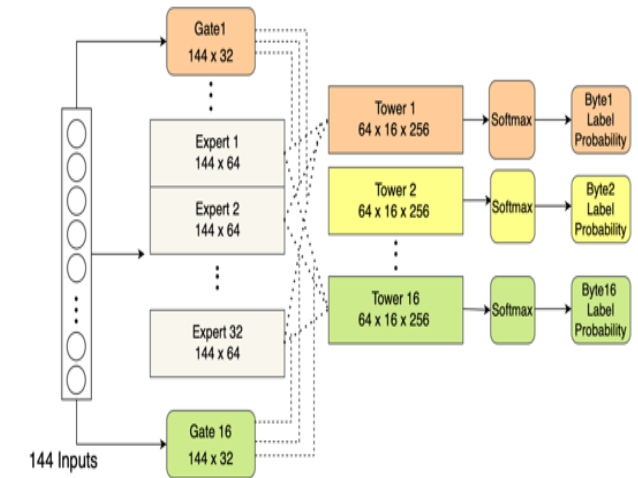 Gate1
144 x 32
Expert 1
144 x 64
Expert 2
144 x 64
Expert 32
144 x 64
Gate 16
144 x 32
144 Inputs
Tower 1
64 x 16 x 256
Softmax
Byte1
Label
Probability
Tower 2
64 x 16 x 256
Softmax
Byte2
Label
Probability
Tower 16
64 x 16 x 256
Softmax
Byte16
Label
Probability